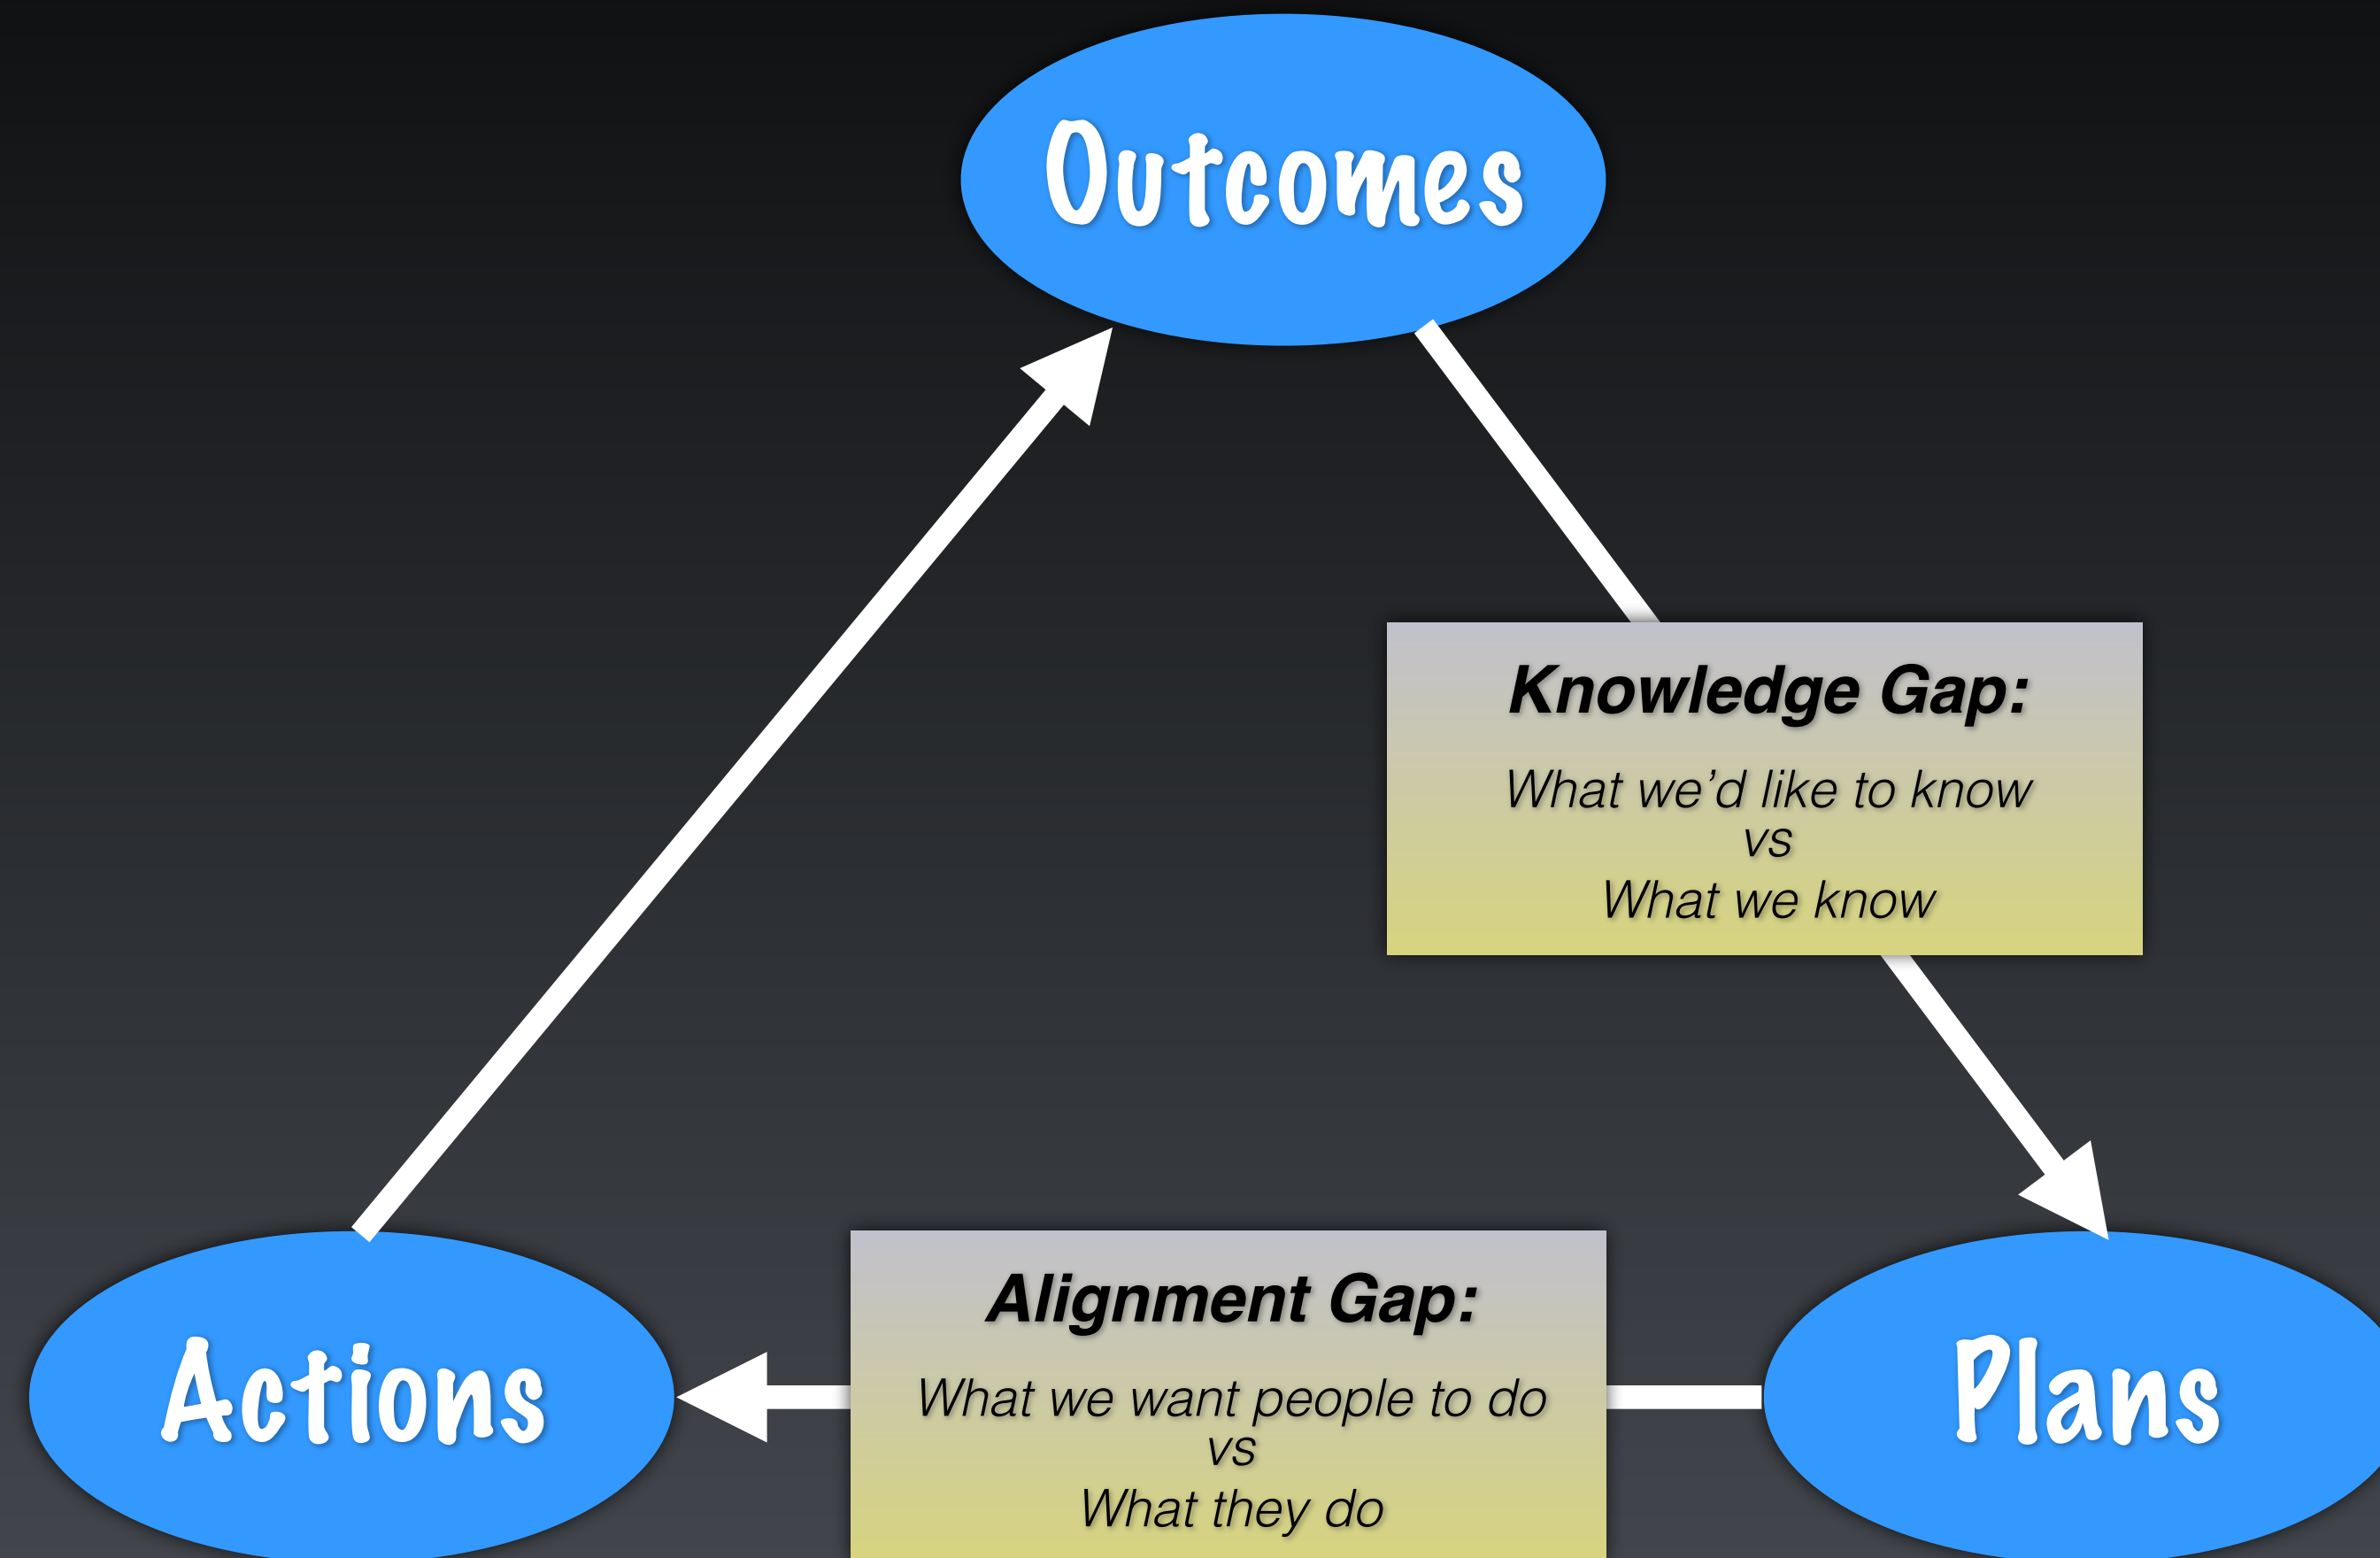 Outcomes
Knowledge Gap:
What we’d like to know
vs
What we know
Actions
Alignment Gap:
What we want people to do
vs
What they do
Plans